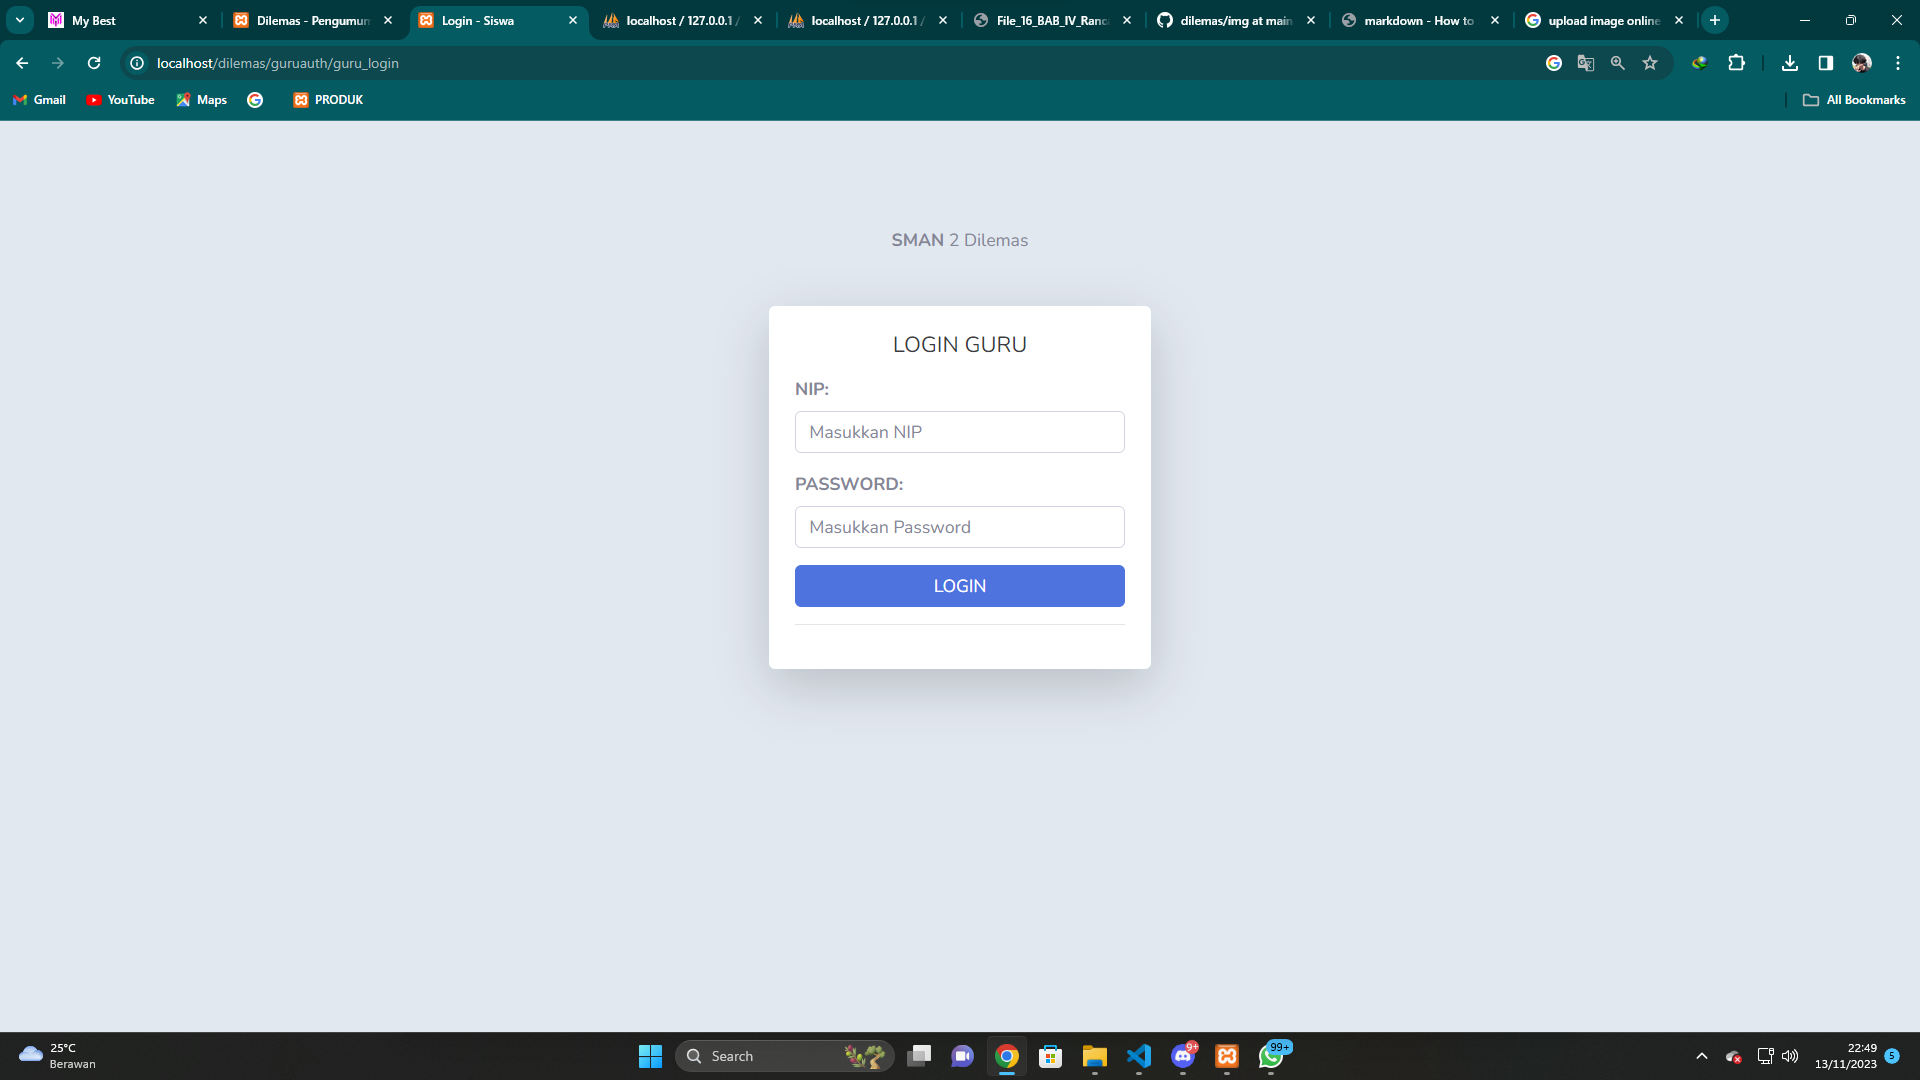 My Best
Dilemas - Pengumum
Login - Siswa
localhost / 127.0.0.1 /
localhost / 127.0.0.1 /
File_16_BAB_IV_Ranca
dilemas/img at main
markdown - How to
upload image online
localhost/dilemas/guruauth/guru_login
Gmail
YouTube
Maps
PRODUK
All Bookmarks
SMAN 2 Dilemas
LOGIN GURU
NIP:
Masukkan NIP
PASSWORD:
Masukkan Password
LOGIN
25°C
Berawan
Search
9+
99+
22:49
13/11/2023
5